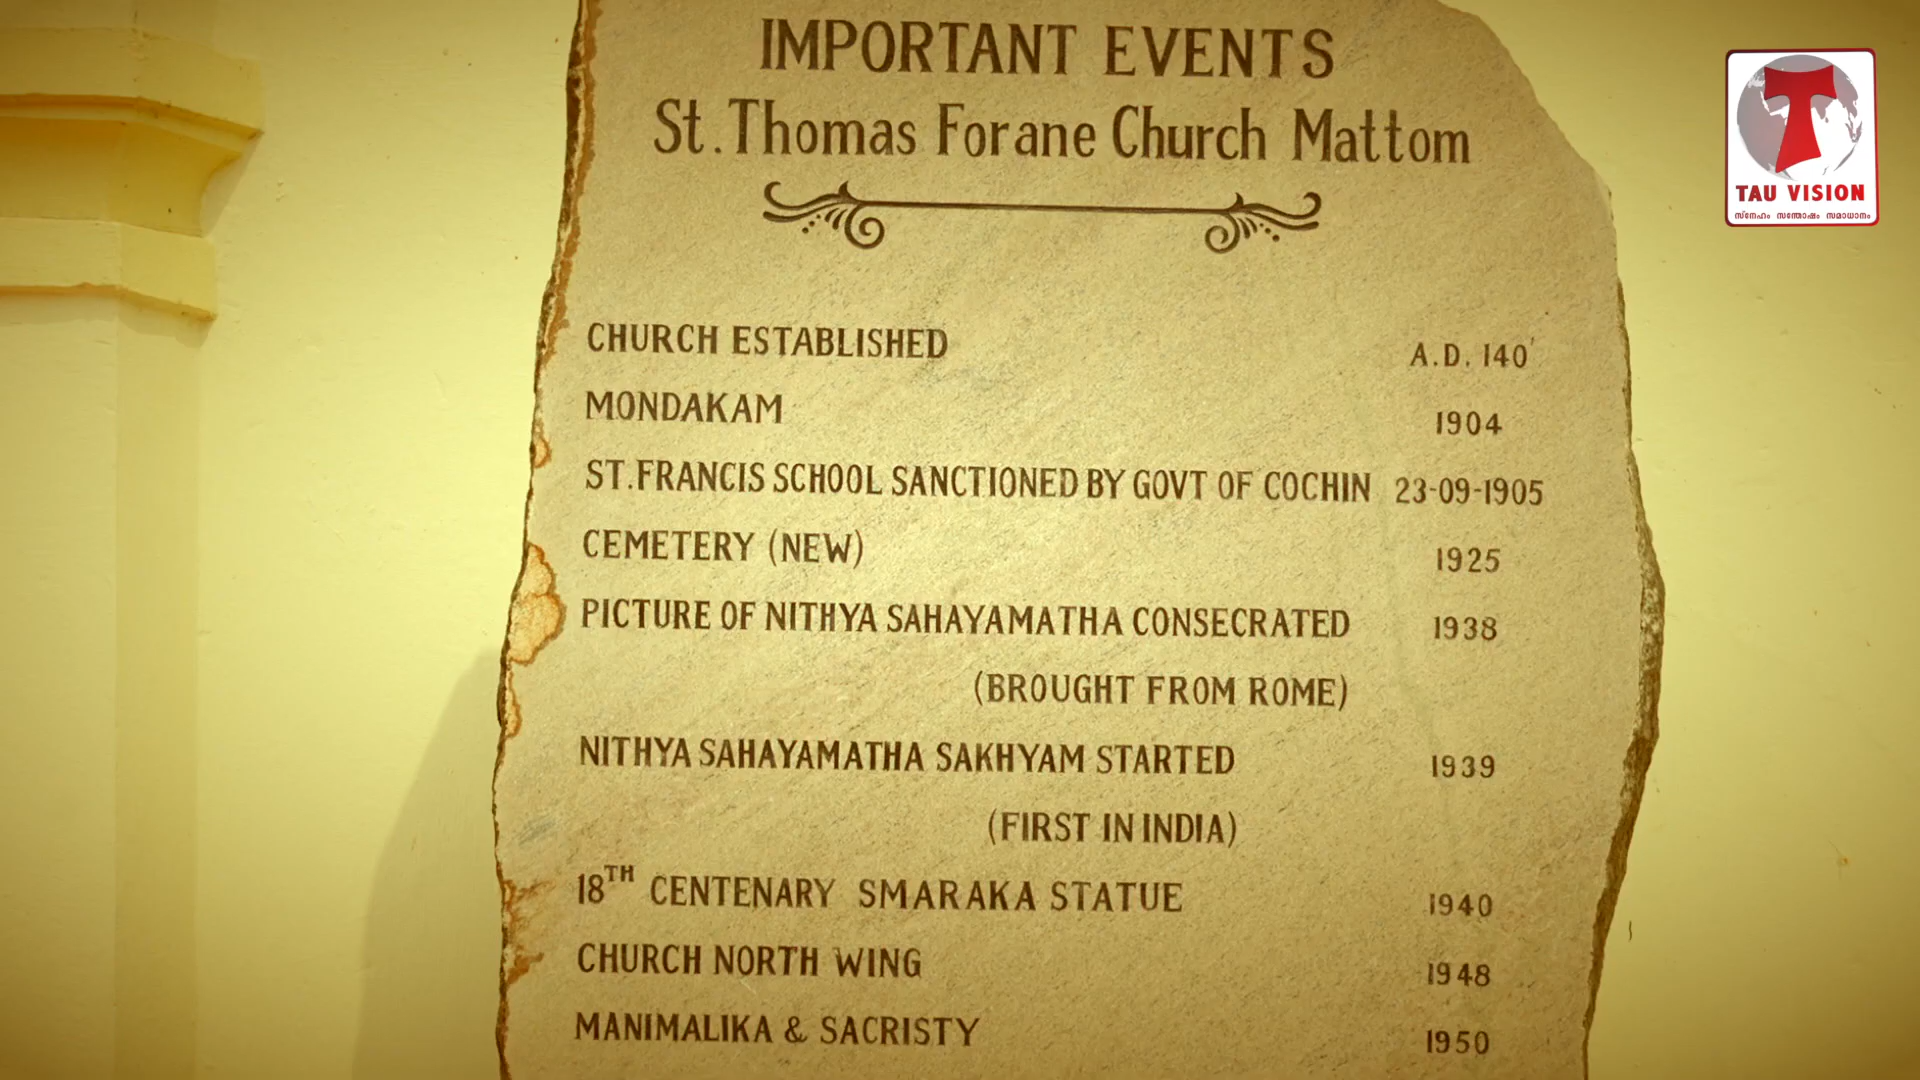 IMPORTANT EVENTS
St. Thomas Forane Church Mattom
CHURCH ESTABLISHED A.D. 140
MONDAKAM 1904
ST. FRANCIS SCHOOL SANCTIONED BY GOVT OF COCHIN 23-09-1905
CEMETERY (NEW) 1925
PICTURE OF NITHYA SAHAYAMATHA CONSECRATED 1938
(BROUGHT FROM ROME)
NITHYA SAHAYAMATHA SAKHYAM STARTED 1939
(FIRST IN INDIA)
18TH CENTENARY SMARAKA STATUE 1940
CHURCH NORTH WING 1948
MANIMALIKA & SACRISTY 1950
TAU VISION
സ്നേഹം സന്തോഷം സമാധാനം